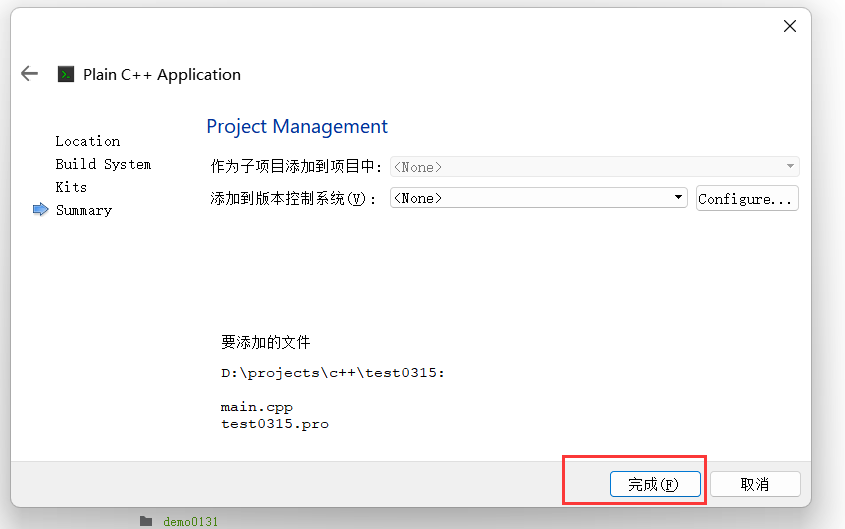 Plain C++ Application
Location
Build System
Kits
Summary
Project Management
作为子项目添加到项目中: <None>
添加到版本控制系统(V): <None> Configure...
要添加的文件
D:\projects\c++\test0315:
main.cpp
test0315.pro
完成(F) 取消
demo0131